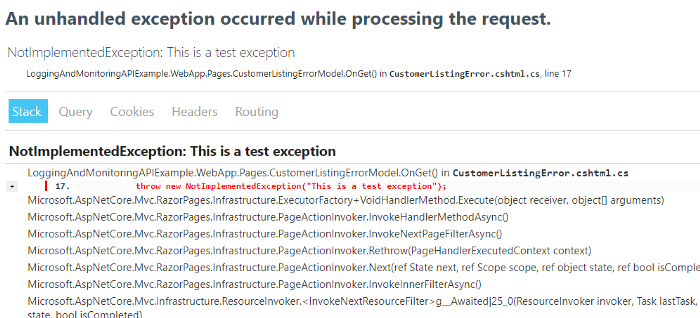 An unhandled exception occurred while processing the request.
NotImplementedException: This is a test exception
LoggingAndMonitoringAPIExample.WebApp.Pages.CustomerListingErrorModel.OnGet() in CustomerListingError.cshtml.cs, line 17
Stack Query Cookies Headers Routing
NotImplementedException: This is a test exception
LoggingAndMonitoringAPIExample.WebApp.Pages.CustomerListingErrorModel.OnGet() in CustomerListingError.cshtml.cs
+ 17. throw new NotImplementedException("This is a test exception");
Microsoft.AspNetCore.Mvc.RazorPages.Infrastructure.ExecutorFactory+VoidHandlerMethod.Execute(object receiver, object[] arguments)
Microsoft.AspNetCore.Mvc.RazorPages.Infrastructure.PageActionInvoker.InvokeHandlerMethodAsync()
Microsoft.AspNetCore.Mvc.RazorPages.Infrastructure.PageActionInvoker.InvokeNextPageFilterAsync()
Microsoft.AspNetCore.Mvc.RazorPages.Infrastructure.PageActionInvoker.Rethrow(PageHandlerExecutedContext context)
Microsoft.AspNetCore.Mvc.RazorPages.Infrastructure.PageActionInvoker.Next(ref State next, ref Scope scope, ref object state, ref bool isComple
Microsoft.AspNetCore.Mvc.RazorPages.Infrastructure.PageActionInvoker.InvokeInnerFilterAsync()
Microsoft.AspNetCore.Mvc.Infrastructure.ResourceInvoker.<InvokeNextResourceFilter>g__Awaited|25_0(ResourceInvoker invoker, Task lastTask,
state, bool isCompleted)